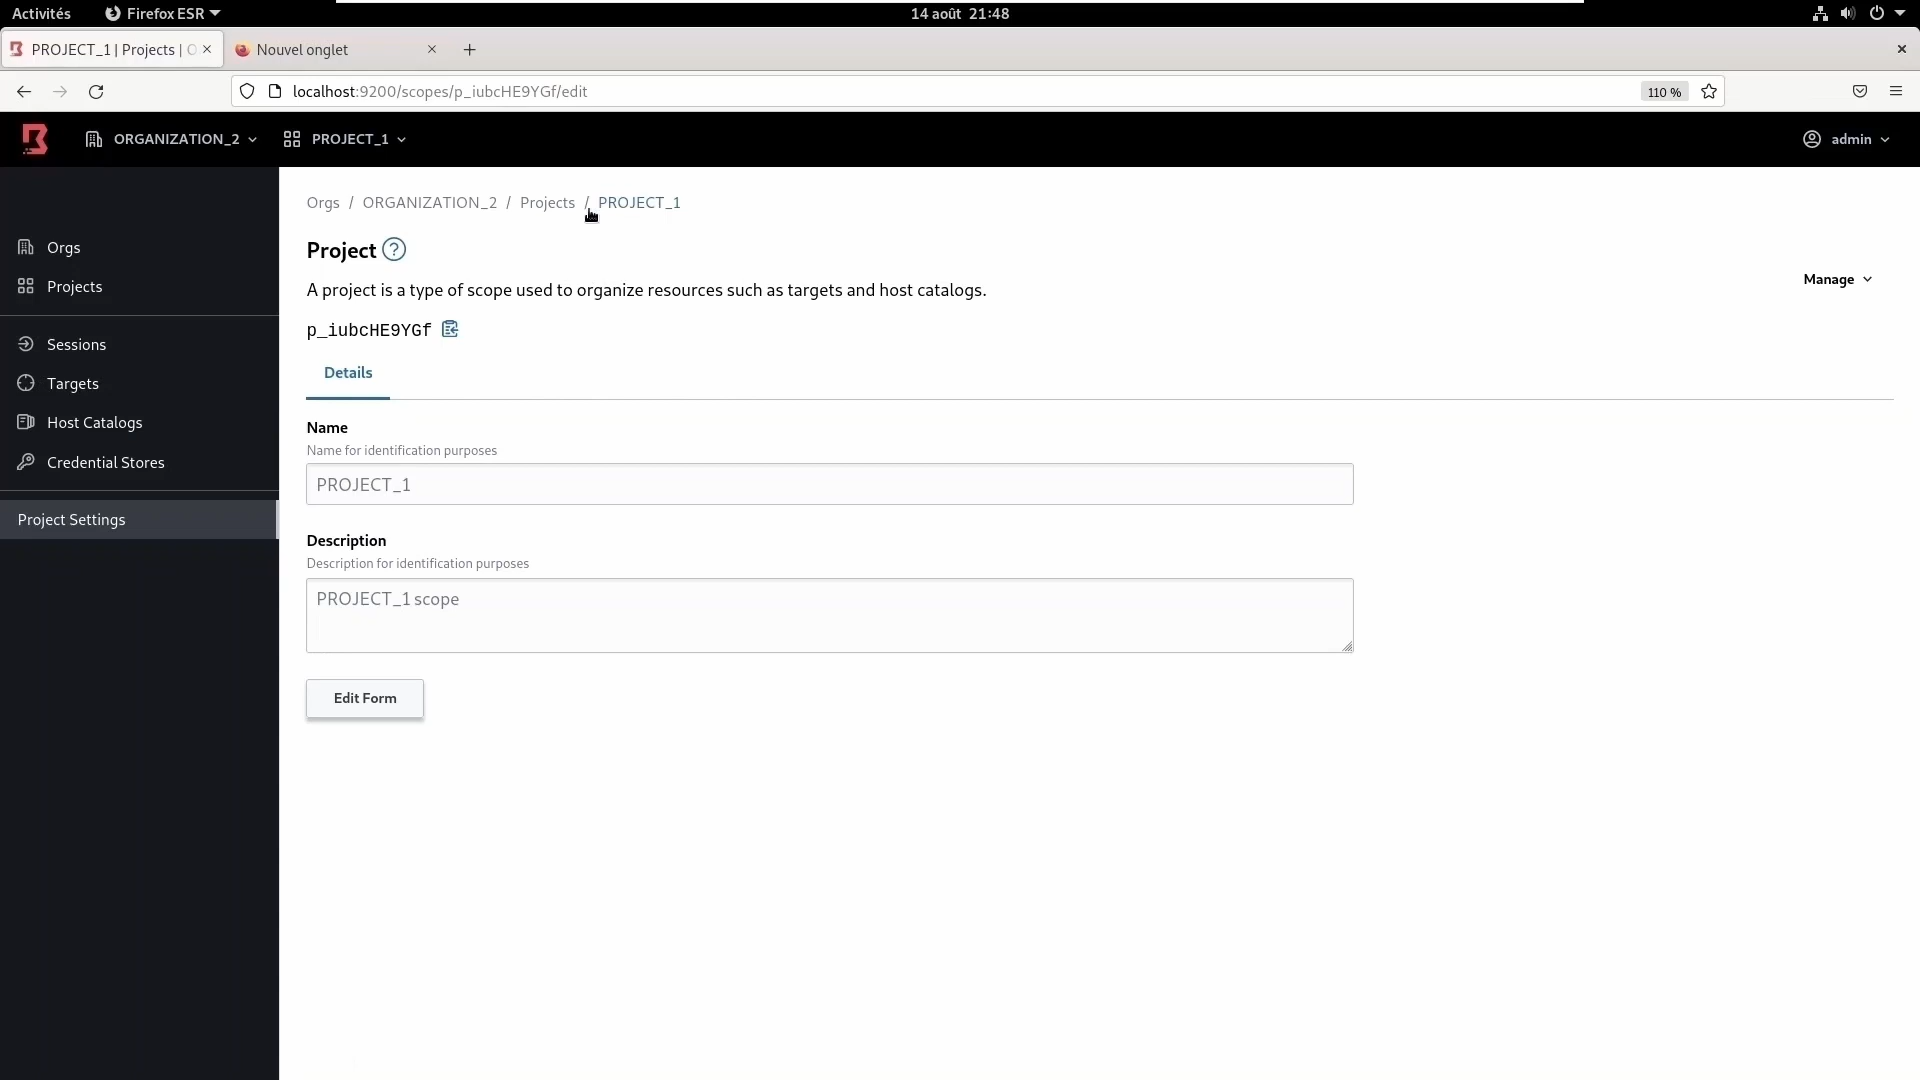 Activités
Firefox ESR
14 août 21:48
PROJECT_1 | Projects |
Nouvel onglet
localhost:9200/scopes/p_iubcHE9YGf/edit
110 %
ORGANIZATION_2
PROJECT_1
admin
Orgs / ORGANIZATION_2 / Projects / PROJECT_1
Orgs
Projects
Sessions
Targets
Host Catalogs
Credential Stores
Project Settings
Project ?
A project is a type of scope used to organize resources such as targets and host catalogs.
Manage
p_iubcHE9YGf
Details
Name
Name for identification purposes
PROJECT_1
Description
Description for identification purposes
PROJECT_1 scope
Edit Form